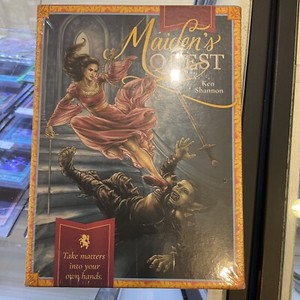 Maiden's
QUEST
Ken
Shannon
Take matters
into your
own hands.